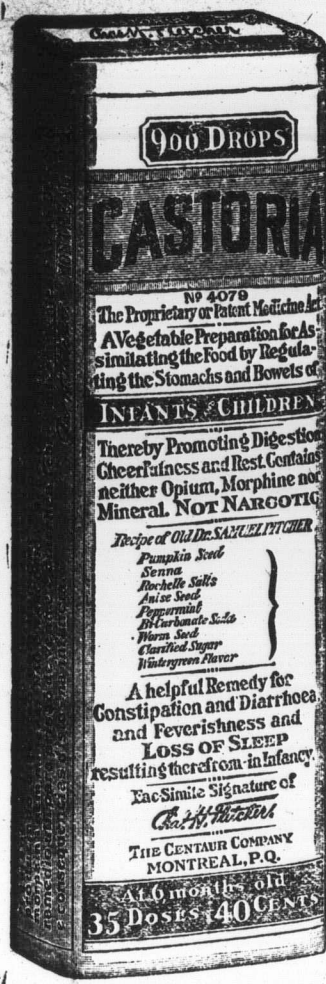 Chas. H. Fletcher
900 DROPS
CASTORIA
Nº 4079
The Proprietary or Patent Medicine Act
A Vegetable Preparation for As-
similating the Food by Regula-
ting the Stomachs and Bowels of
INFANTS & CHILDREN
Thereby Promoting Digestion
Cheerfulness and Rest. Contains
neither Opium, Morphine nor
Mineral. NOT NARCOTIC
Recipe of Old Dr. SAMUEL PITCHER
Pumpkin Seed
Senna
Rochelle Salts
Anise Seed
Peppermint
Bi Carbonate Soda
Worm Seed
Clarified Sugar
Wintergreen Flavor
A helpful Remedy for
Constipation and Diarrhoea
and Feverishness and
LOSS OF SLEEP
resulting therefrom in Infancy.
Fac Simile Signature of
Chas. H. Fletcher.
THE CENTAUR COMPANY
MONTREAL, P.Q.
At 6 months old
35 DOSES 40 CENTS